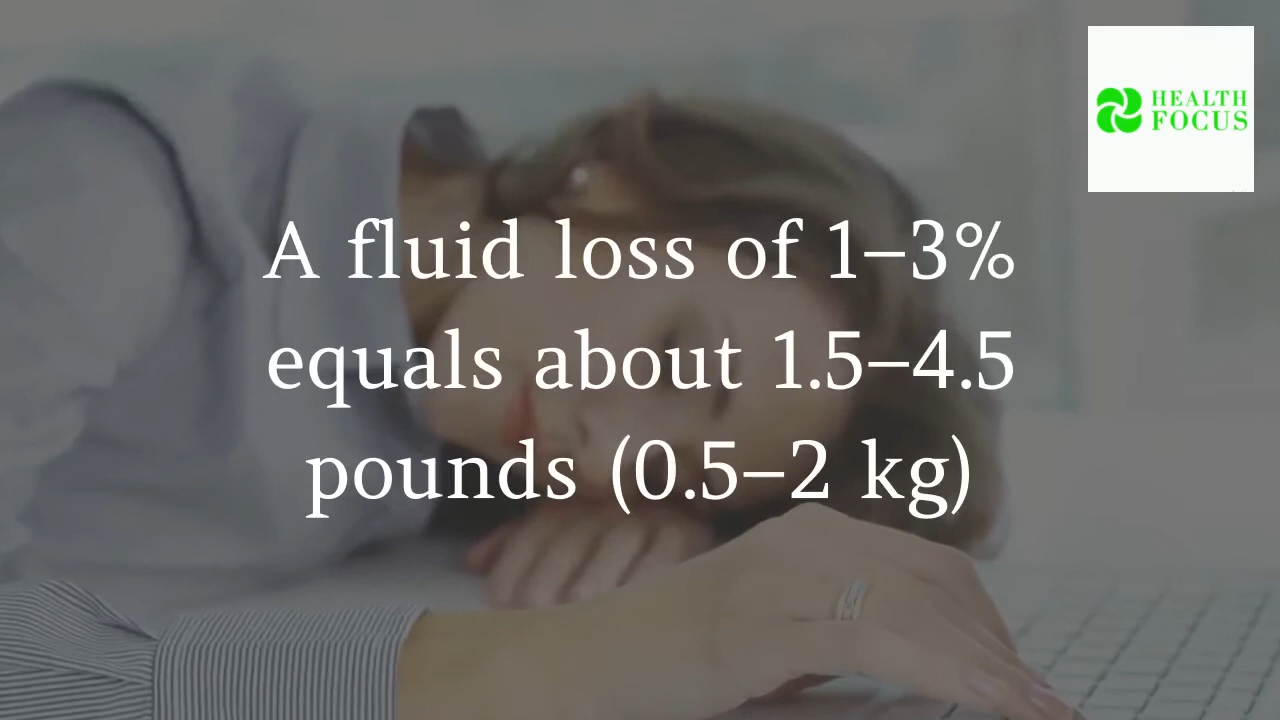 HEALTH
FOCUS
A fluid loss of 1–3%
equals about 1.5–4.5
pounds (0.5–2 kg)